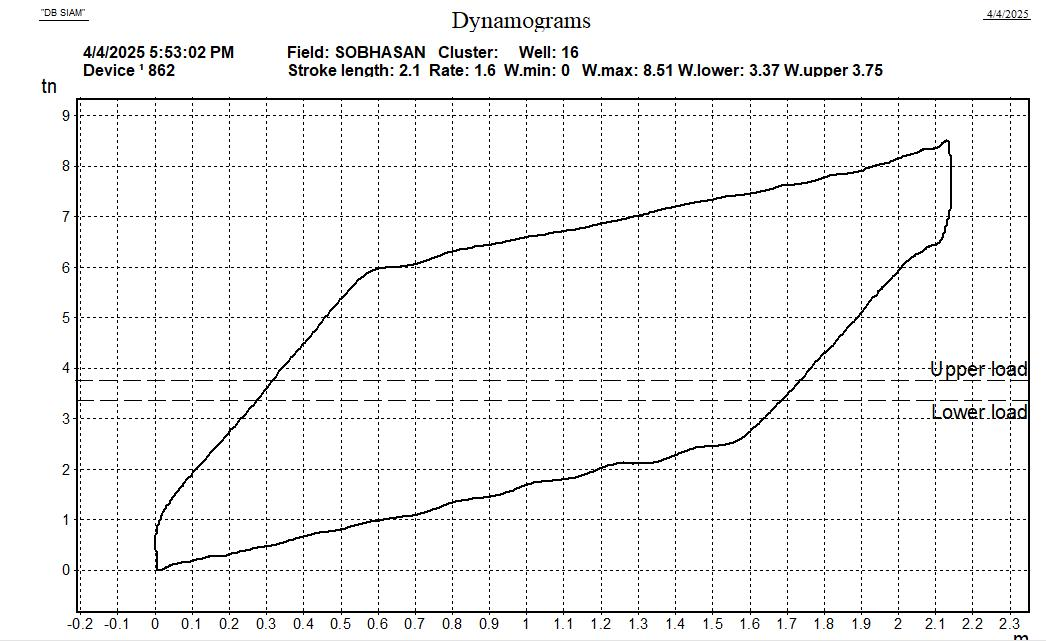 "DB SIAM"
4/4/2025
Dynamograms
4/4/2025 5:53:02 PM Field: SOBHASAN Cluster: Well: 16
Device ¹ 862 Stroke length: 2.1 Rate: 1.6 W.min: 0 W.max: 8.51 W.lower: 3.37 W.upper 3.75
tn
9
8
7
6
5
4
Upper load
Lower load
3
2
1
0
-0.2 -0.1 0 0.1 0.2 0.3 0.4 0.5 0.6 0.7 0.8 0.9 1 1.1 1.2 1.3 1.4 1.5 1.6 1.7 1.8 1.9 2 2.1 2.2 2.3
m